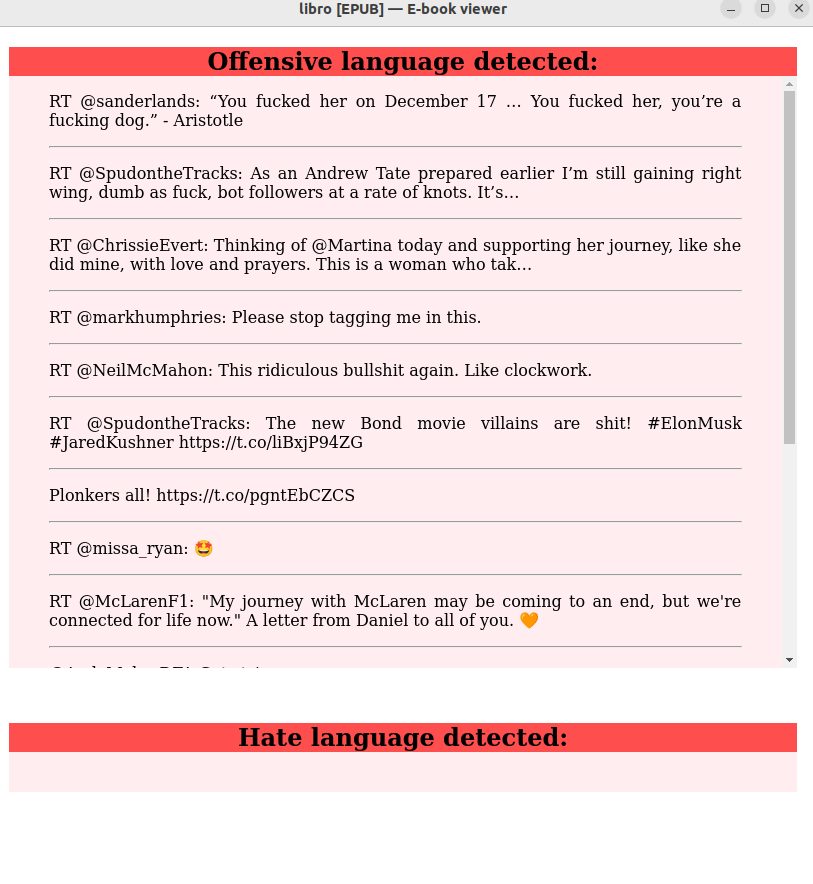 libro [EPUB] — E-book viewer
Offensive language detected:
RT @sanderlands: “You fucked her on December 17 … You fucked her, you’re a
fucking dog.” - Aristotle
RT @SpudontheTracks: As an Andrew Tate prepared earlier I’m still gaining right
wing, dumb as fuck, bot followers at a rate of knots. It’s…
RT @ChrissieEvert: Thinking of @Martina today and supporting her journey, like she
did mine, with love and prayers. This is a woman who tak…
RT @markhumphries: Please stop tagging me in this.
RT @NeilMcMahon: This ridiculous bullshit again. Like clockwork.
RT @SpudontheTracks: The new Bond movie villains are shit! #ElonMusk
#JaredKushner https://t.co/liBxjP94ZG
Plonkers all! https://t.co/pgntEbCZCS
RT @missa_ryan: 🤩
RT @McLarenF1: "My journey with McLaren may be coming to an end, but we're
connected for life now." A letter from Daniel to all of you. 🧡
Hate language detected: